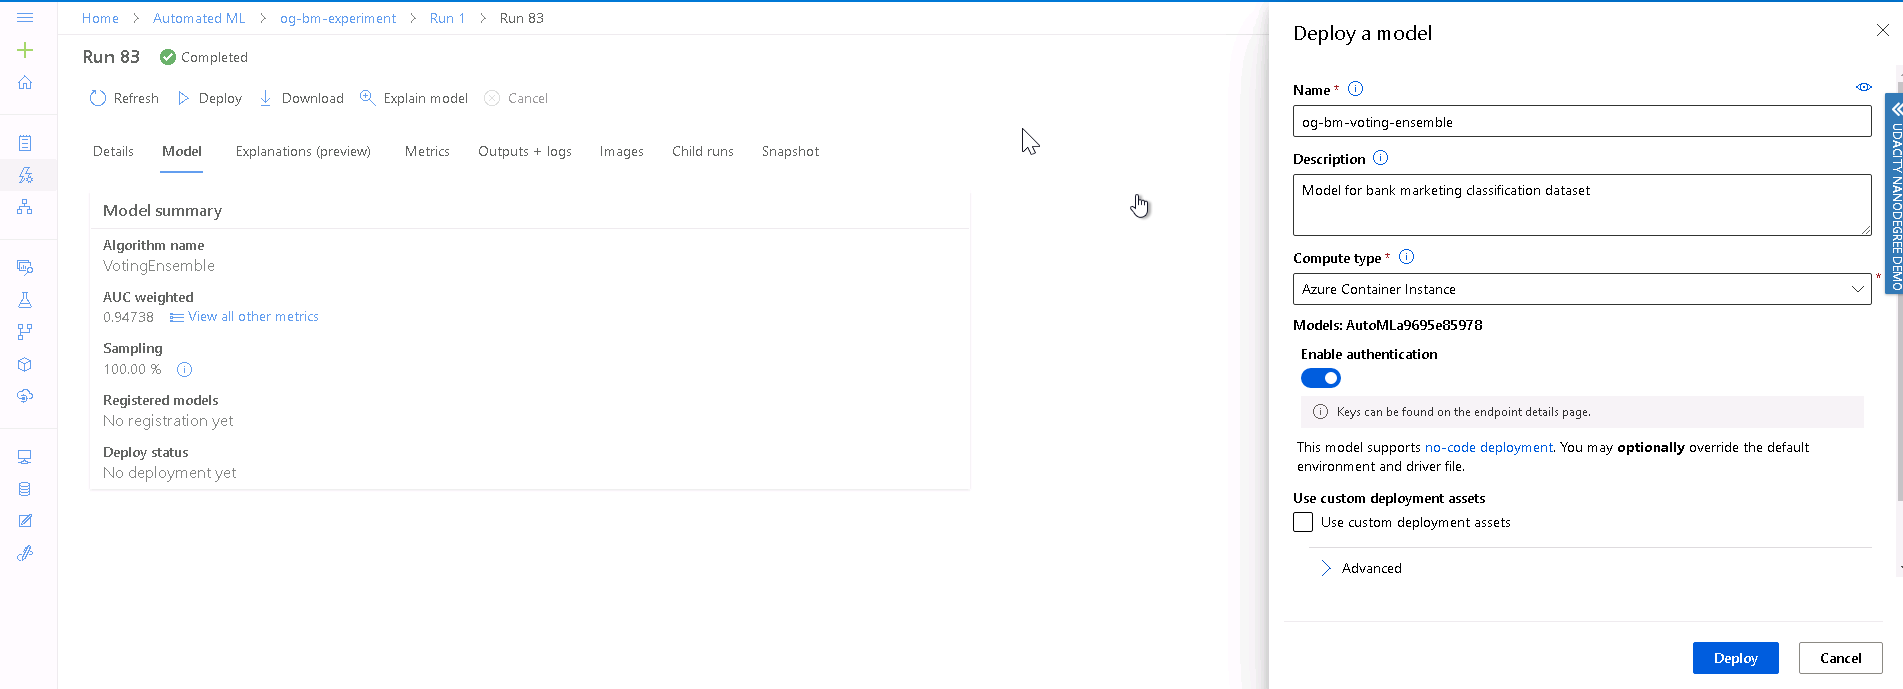 Home > Automated ML > og-bm-experiment > Run 1 > Run 83
Run 83 Completed
Refresh Deploy Download Explain model Cancel
Details Model Explanations (preview) Metrics Outputs + logs Images Child runs Snapshot
Model summary
Algorithm name
VotingEnsemble
AUC weighted
0.94738 View all other metrics
Sampling
100.00 %
Registered models
No registration yet
Deploy status
No deployment yet
Deploy a model
Name *
og-bm-voting-ensemble
Description
Model for bank marketing classification dataset
Compute type *
Azure Container Instance
*
Models: AutoMLa9695e85978
Enable authentication
Keys can be found on the endpoint details page.
This model supports no-code deployment. You may optionally override the default
environment and driver file.
Use custom deployment assets
Use custom deployment assets
Advanced
Deploy Cancel
UDACITY NANODEGREE DEMO